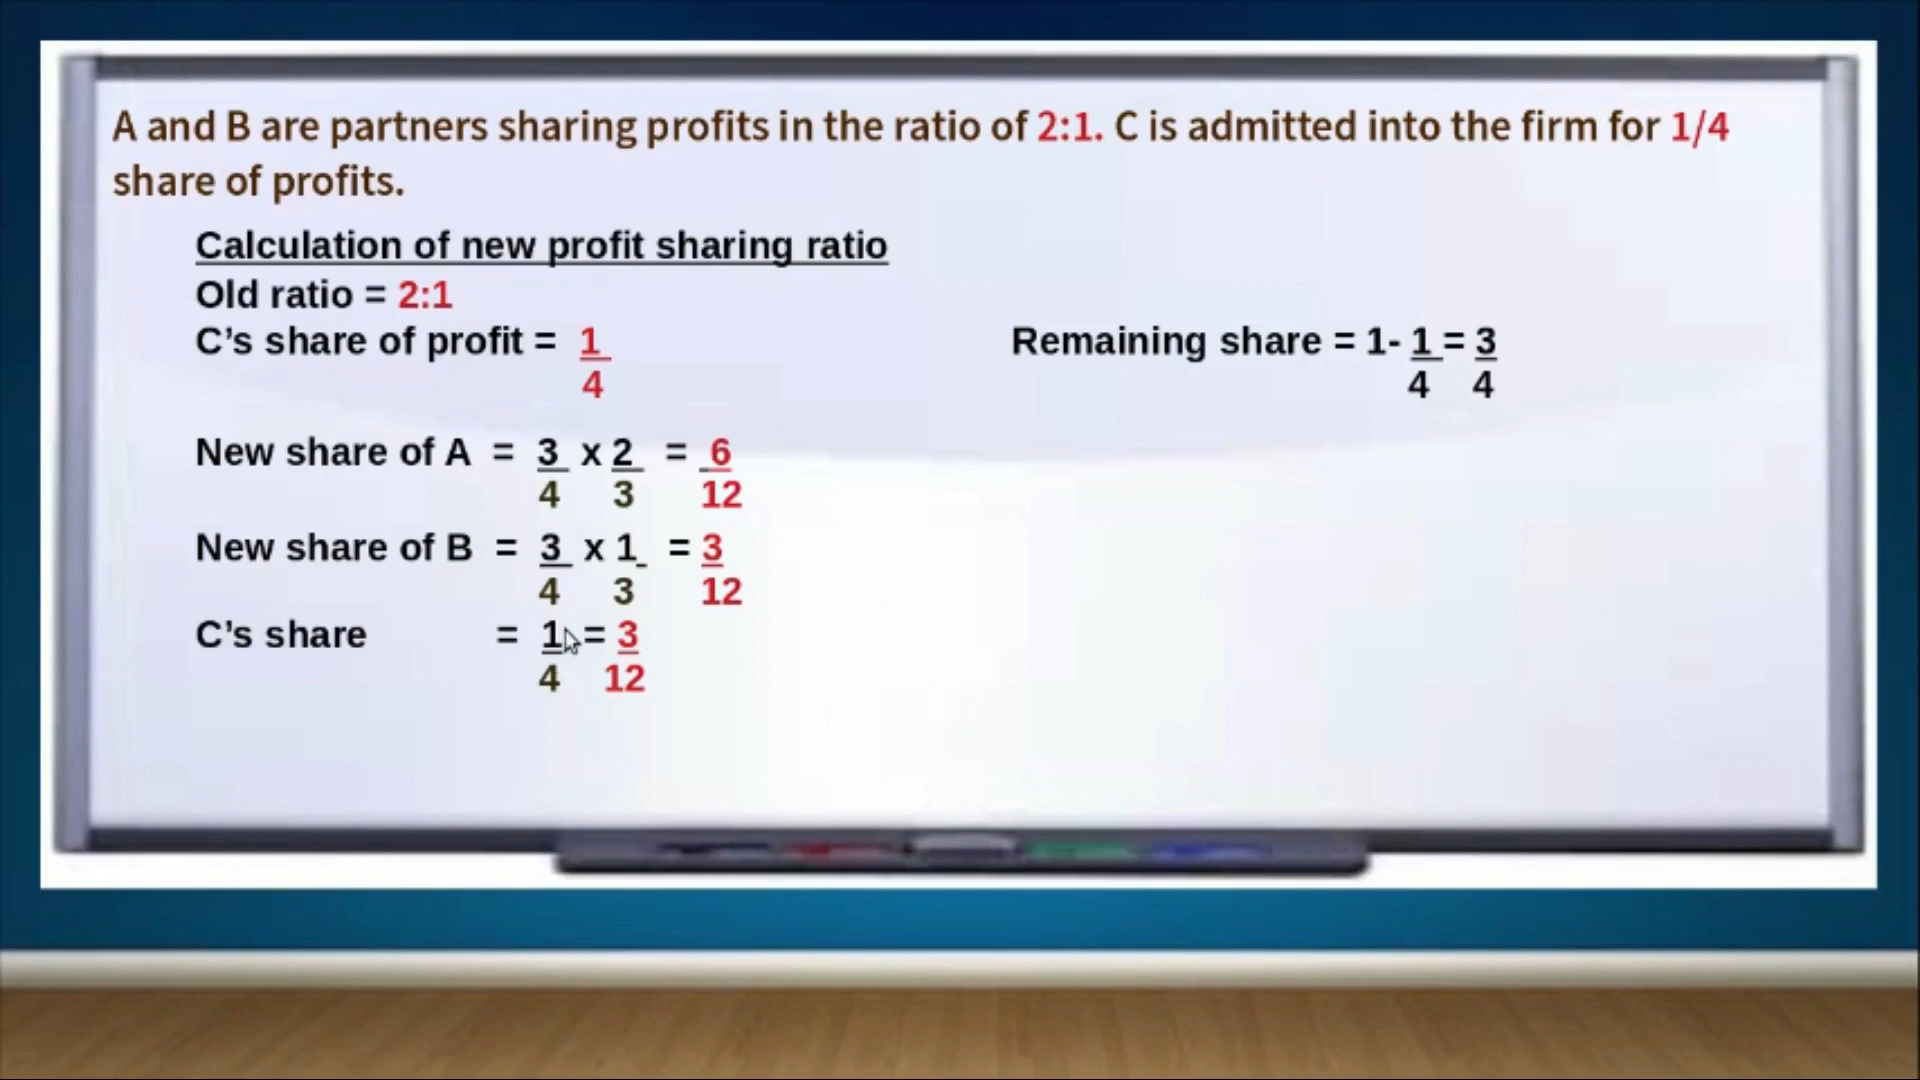 A and B are partners sharing profits in the ratio of 2:1. C is admitted into the firm for 1/4
share of profits.
Calculation of new profit sharing ratio
Old ratio = 2:1
C’s share of profit = 1/4
Remaining share = 1- 1/4 = 3/4
New share of A = 3/4 x 2/3 = 6/12
New share of B = 3/4 x 1/3 = 3/12
C’s share = 1/4 = 3/12